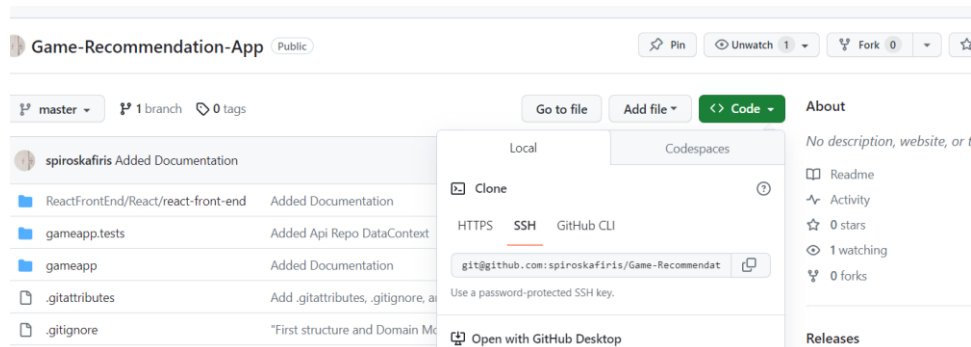 Game-Recommendation-App Public
Pin Unwatch 1 Fork 0
master 1 branch 0 tags
Go to file Add file Code
About
No description, website, or
spiroskafiris Added Documentation
Local Codespaces
Clone
HTTPS SSH GitHub CLI
git@github.com:spiroskafiris/Game-Recommendat
Use a password-protected SSH key.
Open with GitHub Desktop
ReactFrontEnd/React/react-front-end Added Documentation
gameapp.tests Added Api Repo DataContext
gameapp Added Documentation
.gitattributes Add .gitattributes, .gitignore,
.gitignore "First structure and Domain
Readme
Activity
0 stars
1 watching
0 forks
Releases